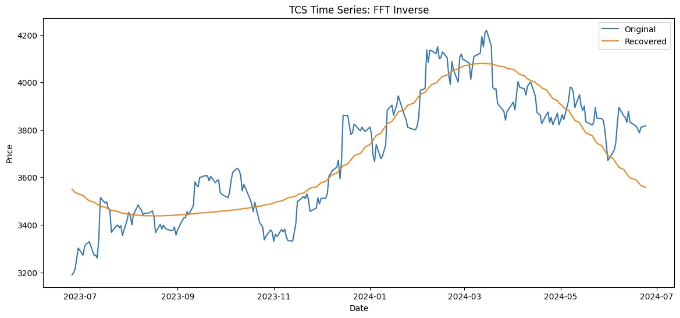 TCS Time Series: FFT Inverse
Original
Recovered
Price
4200
4000
3800
3600
3400
3200
2023-07 2023-09 2023-11 2024-01 2024-03 2024-05 2024-07
Date